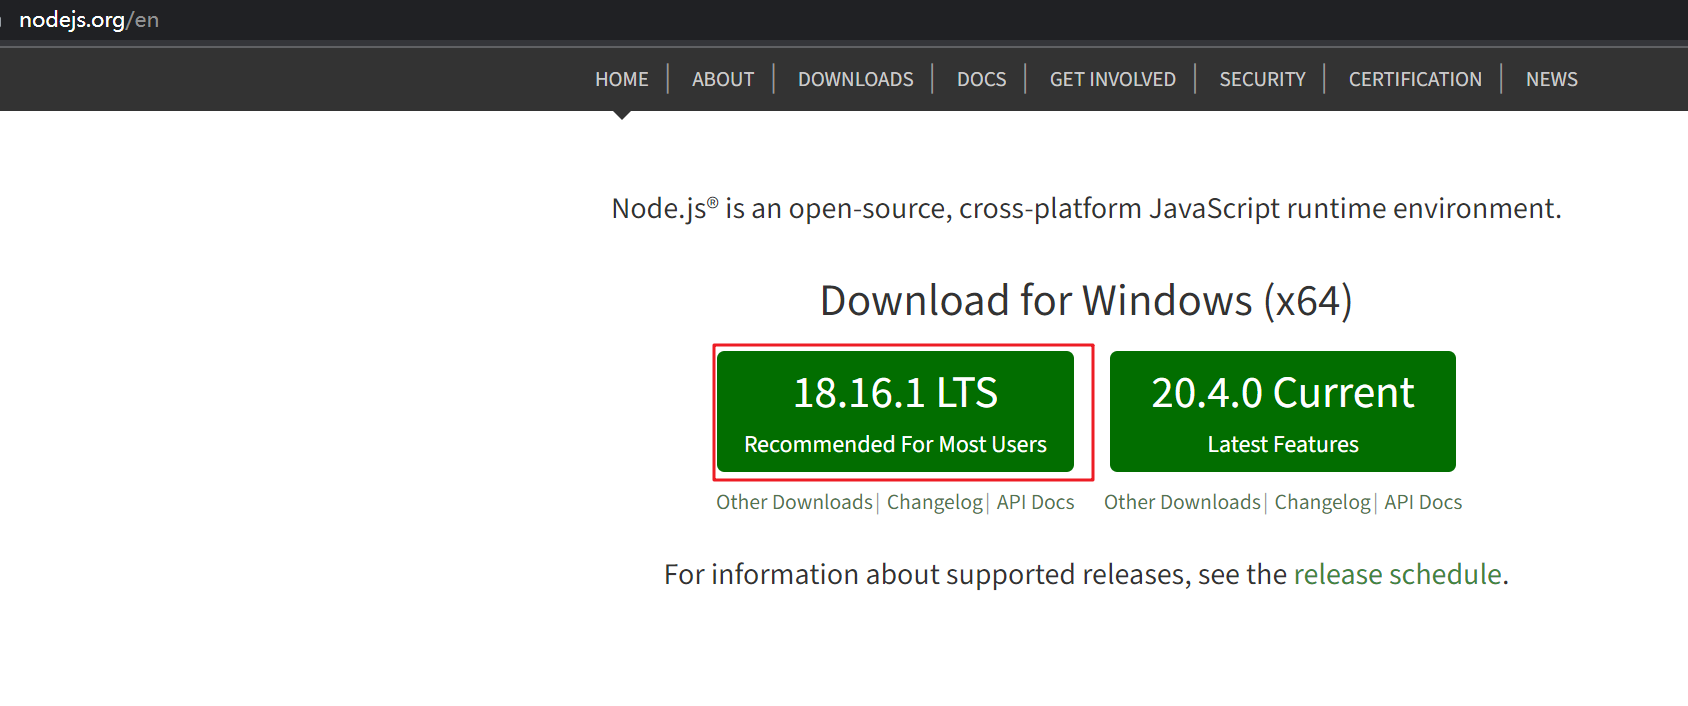 nodejs.org/en
HOME | ABOUT | DOWNLOADS | DOCS | GET INVOLVED | SECURITY | CERTIFICATION | NEWS
Node.js® is an open-source, cross-platform JavaScript runtime environment.
Download for Windows (x64)
18.16.1 LTS
Recommended For Most Users
20.4.0 Current
Latest Features
Other Downloads | Changelog | API Docs
Other Downloads | Changelog | API Docs
For information about supported releases, see the release schedule.